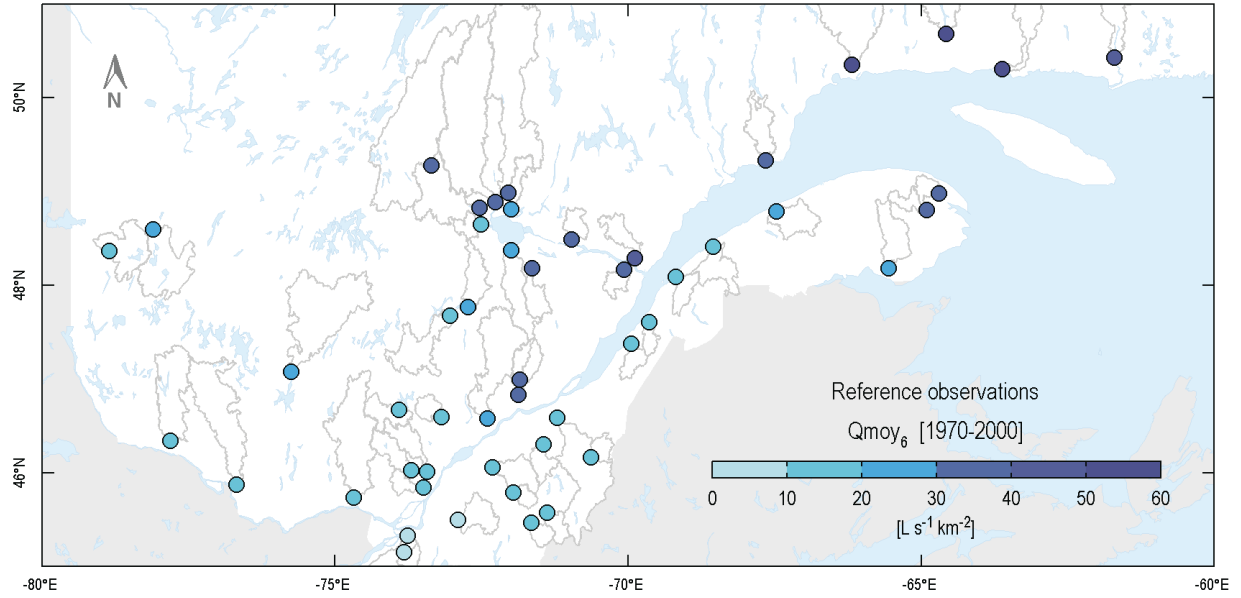 N
50°N
48°N
46°N
Reference observations
Qmoy₆ [1970-2000]
0 10 20 30 40 50 60
[L s⁻¹ km⁻²]
-80°E -75°E -70°E -65°E -60°E